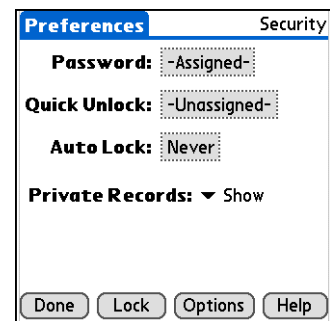 Preferences Security
Password: -Assigned-
Quick Unlock: -Unassigned-
Auto Lock: Never
Private Records: Show
Done Lock Options Help